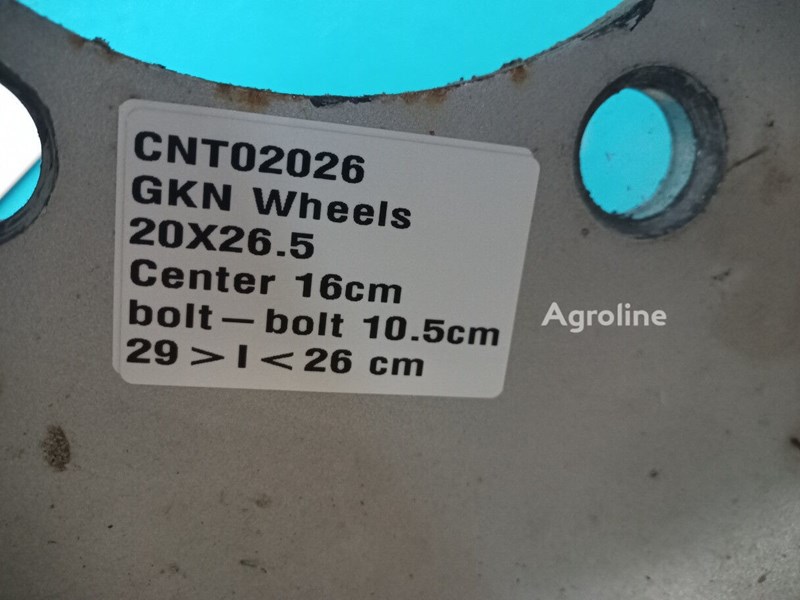 CNT02026
GKN Wheels
20X26.5
Center 16cm
bolt—bolt 10.5cm
29 > I < 26 cm
Agroline